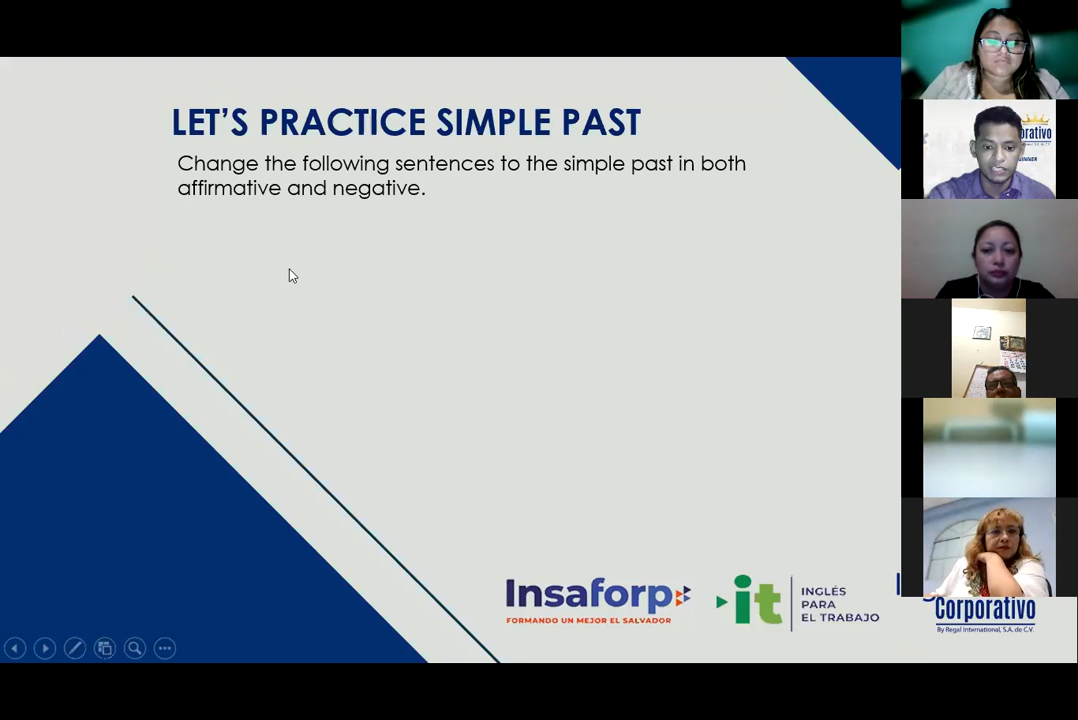 LET'S PRACTICE SIMPLE PAST
Change the following sentences to the simple past in both
affirmative and negative.
Insaforp
FORMANDO UN MEJOR EL SALVADOR
it
INGLÉS
PARA
EL TRABAJO
Corporativo
By Regal International, S.A. de C.V.